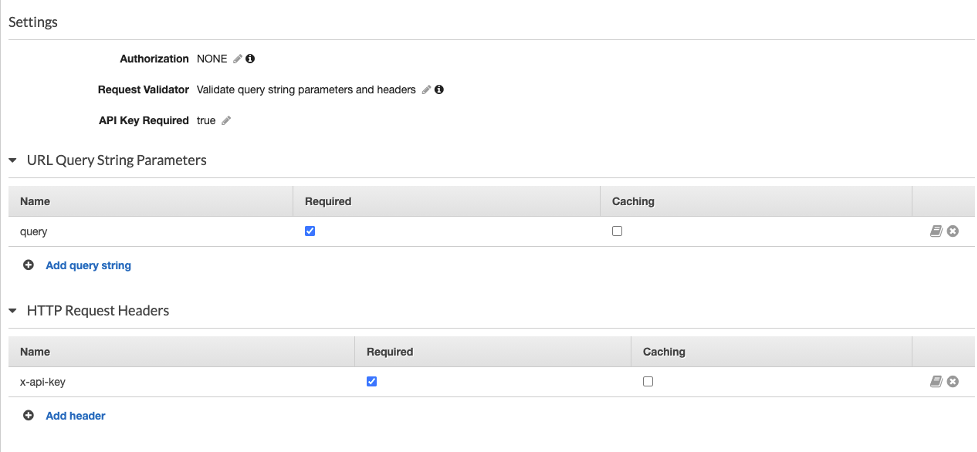 Settings
Authorization NONE
Request Validator Validate query string parameters and headers
API Key Required true
URL Query String Parameters
Name Required Caching
query
Add query string
HTTP Request Headers
Name Required Caching
x-api-key
Add header